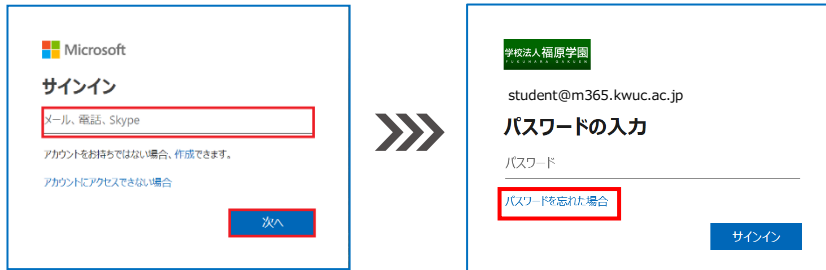 Microsoft
サインイン
メール、電話、Skype
アカウントをお持ちではない場合、作成できます。
アカウントにアクセスできない場合
次へ
学校法人福原学園
FUKUHARA GAKUEN
student@m365.kwuc.ac.jp
パスワードの入力
パスワード
パスワードを忘れた場合
サインイン